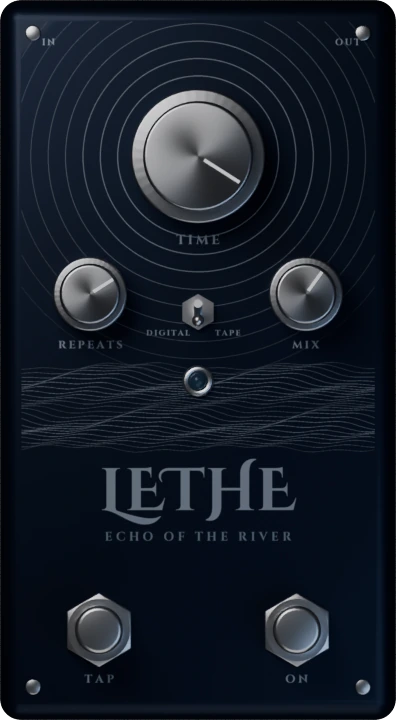 IN
OUT
TIME
DIGITAL TAPE
REPEATS
MIX
LETHE
ECHO OF THE RIVER
TAP
ON